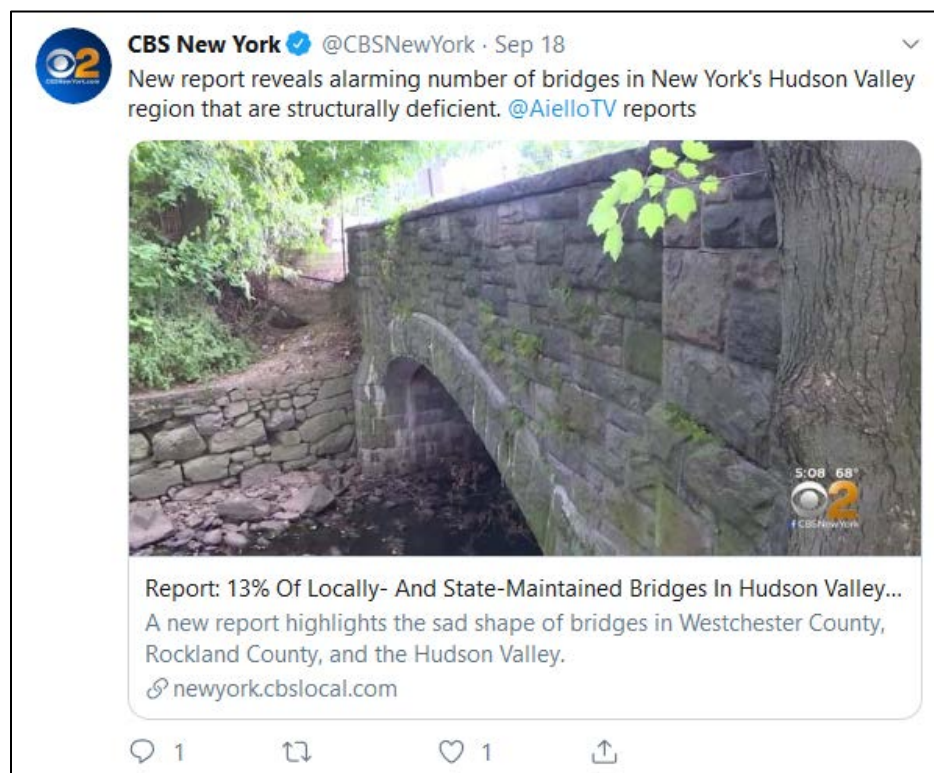 CBS New York @CBSNewYork · Sep 18
New report reveals alarming number of bridges in New York's Hudson Valley
region that are structurally deficient. @AielloTV reports
5:08 68°
2
CBSNewYork
Report: 13% Of Locally- And State-Maintained Bridges In Hudson Valley...
A new report highlights the sad shape of bridges in Westchester County,
Rockland County, and the Hudson Valley.
newyork.cbslocal.com
1 1